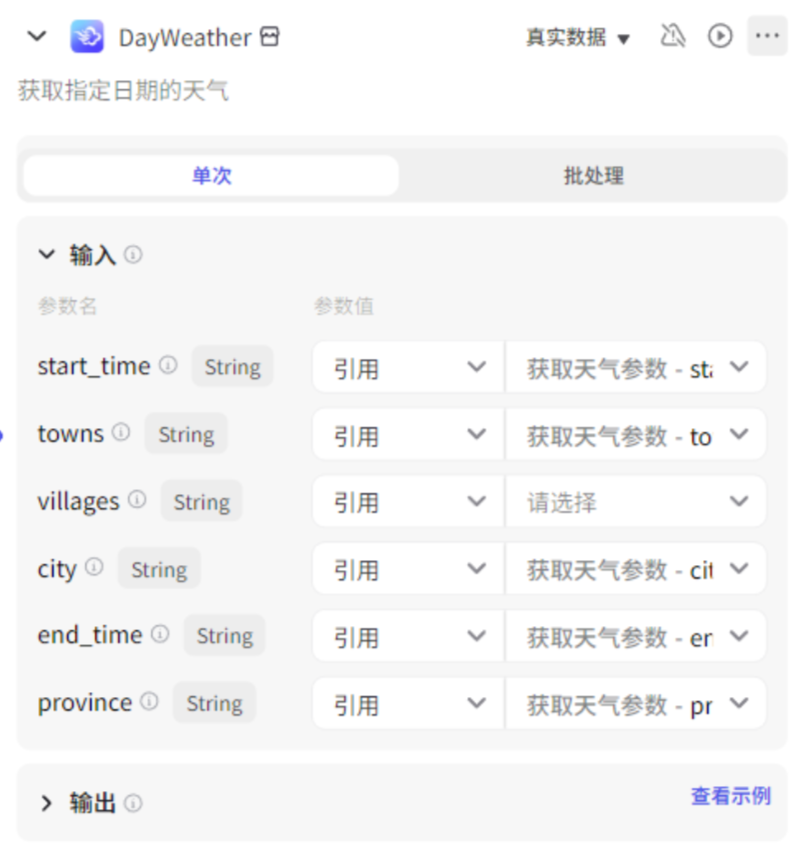 DayWeather 真实数据
获取指定日期的天气
单次 批处理
输入
参数名 参数值
start_time String 引用 获取天气参数 - sta
towns String 引用 获取天气参数 - to
villages String 引用 请选择
city String 引用 获取天气参数 - cit
end_time String 引用 获取天气参数 - en
province String 引用 获取天气参数 - pr
输出 查看示例